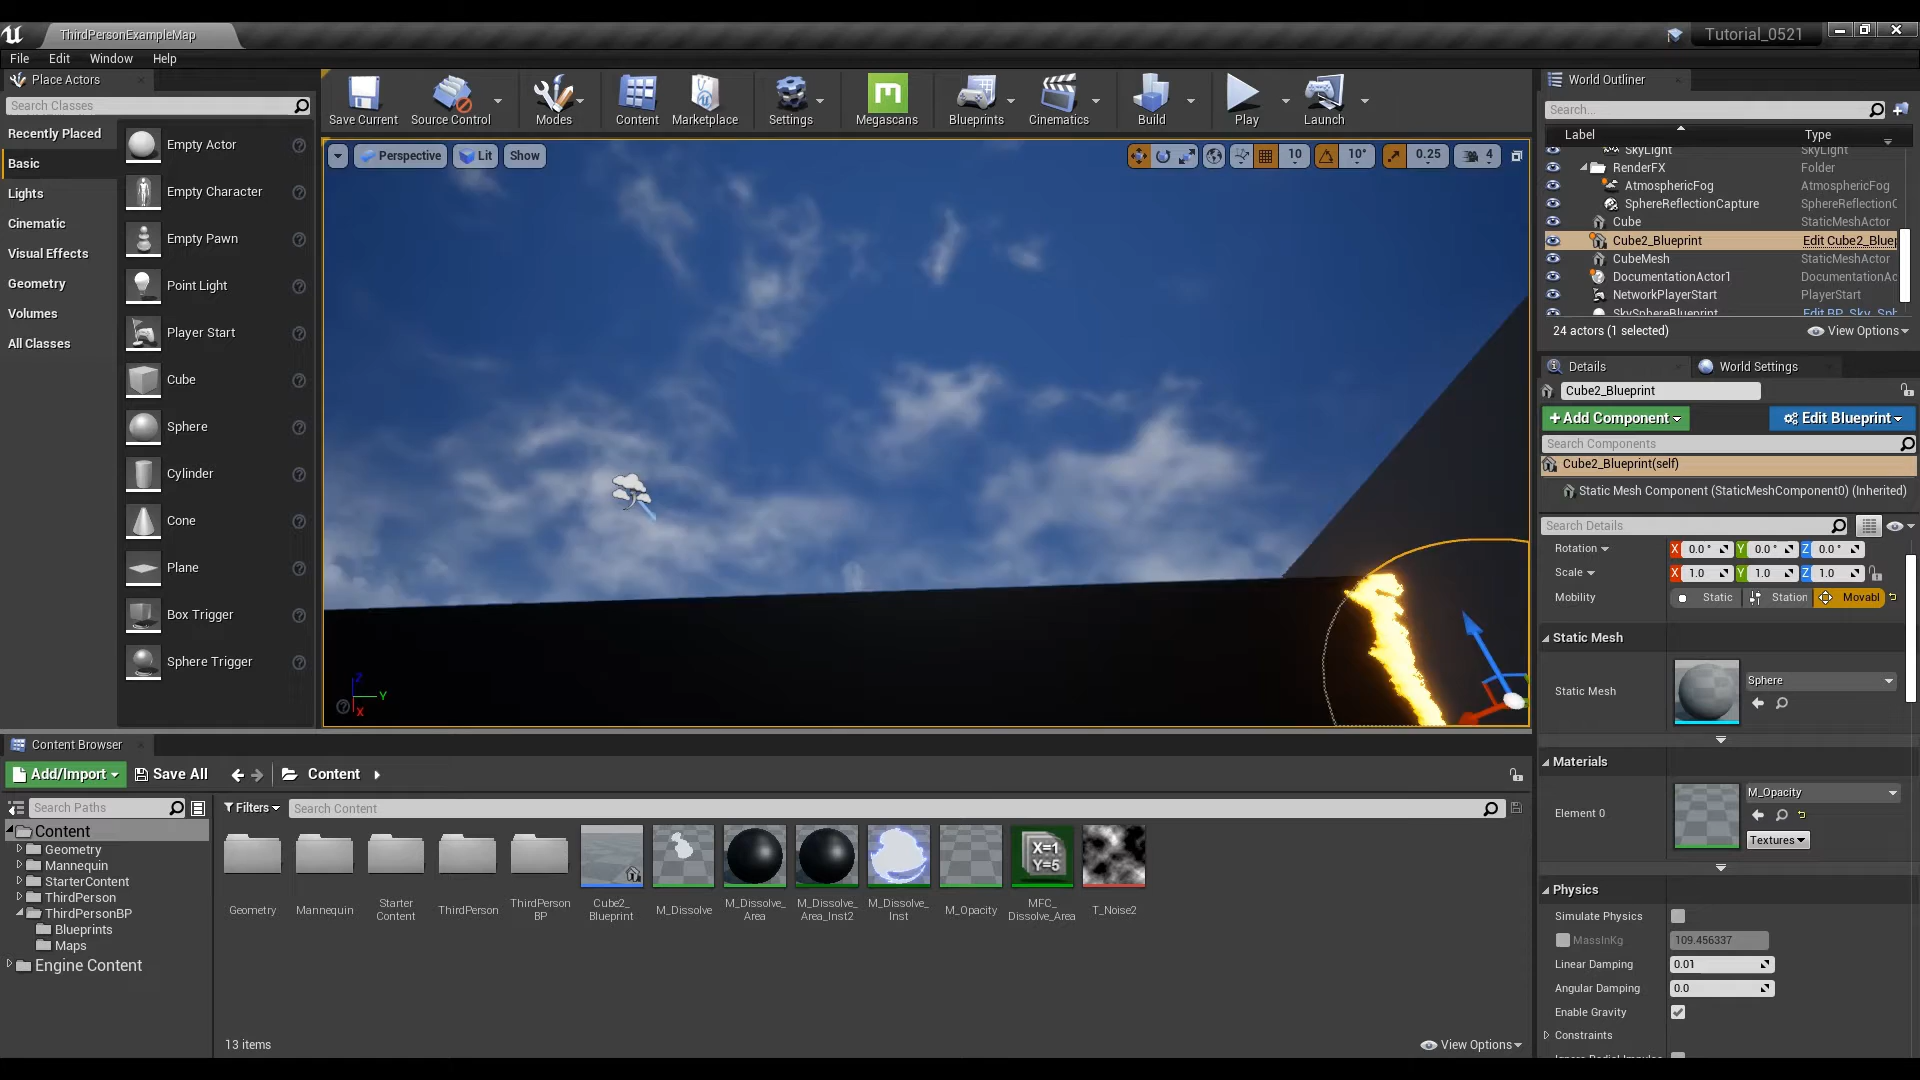 ThirdPersonExampleMap
Tutorial_0521
File Edit Window Help
Place Actors
Search Classes
Recently Placed
Basic
Lights
Cinematic
Visual Effects
Geometry
Volumes
All Classes
Empty Actor
Empty Character
Empty Pawn
Point Light
Player Start
Cube
Sphere
Cylinder
Cone
Plane
Box Trigger
Sphere Trigger
Save Current Source Control Modes Content Marketplace Settings Megascans Blueprints Cinematics Build Play Launch
Perspective Lit Show 10 10° 0.25 4
Z
Y
X
World Outliner
Search...
Label Type
SkyLight SkyLight
RenderFX Folder
AtmosphericFog AtmosphericFog
SphereReflectionCapture SphereReflectionC
Cube StaticMeshActor
Cube2_Blueprint Edit Cube2_Bluep
CubeMesh StaticMeshActor
DocumentationActor1 DocumentationAc
NetworkPlayerStart PlayerStart
SkySphereBlueprint Edit BP_Sky_Sph
24 actors (1 selected) View Options
Details World Settings
Cube2_Blueprint
+Add Component Edit Blueprint
Search Components
Cube2_Blueprint(self)
Static Mesh Component (StaticMeshComponent0) (Inherited)
Search Details
Rotation X 0.0° Y 0.0° Z 0.0°
Scale X 1.0 Y 1.0 Z 1.0
Mobility Static Station Movabl
Static Mesh
Static Mesh Sphere
Materials
Element 0 M_Opacity
Textures
Physics
Simulate Physics
MassInKg 109.456337
Linear Damping 0.01
Angular Damping 0.0
Enable Gravity
Constraints
Content Browser
Add/Import Save All Content
Search Paths Filters Search Content
Content
Geometry
Mannequin
StarterContent
ThirdPerson
ThirdPersonBP
Blueprints
Maps
Engine Content
X=1
Y=5
Geometry Mannequin Starter Content ThirdPerson ThirdPerson BP Cube2_ Blueprint M_Dissolve M_Dissolve_ Area M_Dissolve_ Area_Inst2 M_Dissolve_ Inst M_Opacity MFC_ Dissolve_Area T_Noise2
13 items View Options